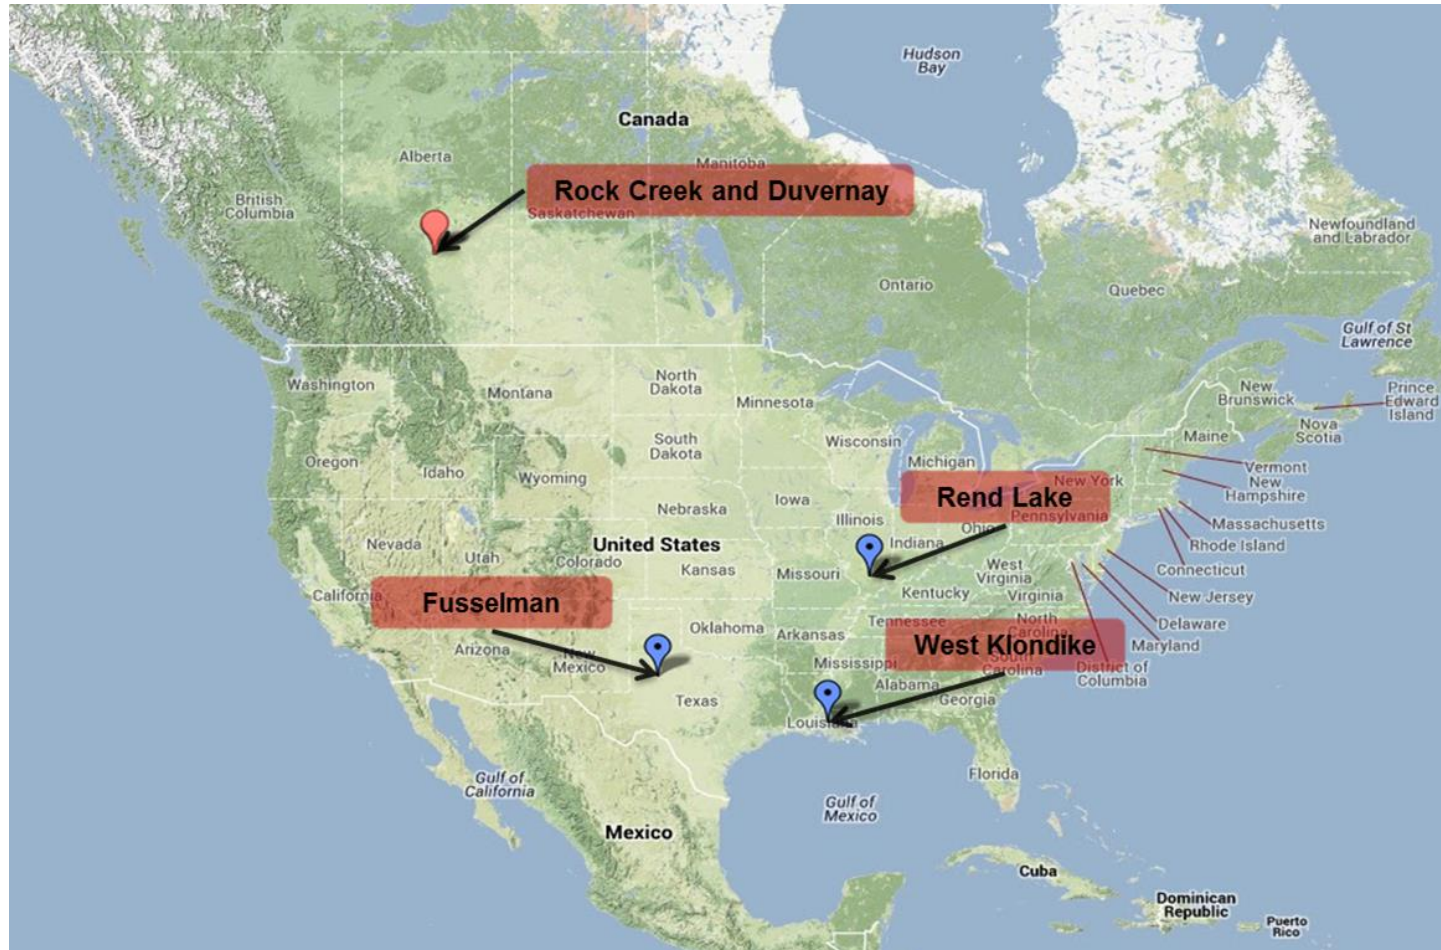 Hudson
Bay
Canada
Alberta
Manitoba
Rock Creek and Duvernay
British
Columbia
Saskatchewan
Newfoundland
and Labrador
Ontario
Quebec
Gulf of St
Lawrence
Washington
Montana
North
Dakota
Minnesota
New
Brunswick
Prince
Edward
Island
Nova
Scotia
Maine
Oregon
Idaho
Wyoming
South
Dakota
Wisconsin
Michigan
Vermont
New
Hampshire
New York
Rend Lake
Nebraska
Iowa
Illinois
Indiana
Ohio
Pennsylvania
Massachusetts
Rhode Island
Connecticut
Nevada
Utah
Colorado
United States
Kansas
Missouri
West
Virginia
Kentucky
Virginia
New Jersey
Delaware
Maryland
District of
Columbia
California
Fusselman
Arizona
New
Mexico
Oklahoma
Arkansas
Tennessee
North
Carolina
West Klondike
South
Carolina
Mississippi
Alabama
Georgia
Texas
Louisiana
Florida
Gulf of
California
Gulf of
Mexico
Mexico
Cuba
Dominican
Republic
Puerto
Rico